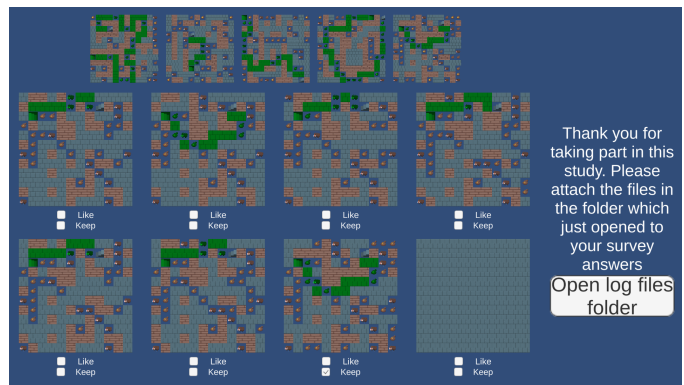 Like
Keep
Like
Keep
Like
Keep
Like
Keep
Like
Keep
Like
Keep
Like
Keep
Like
Keep
Thank you for
taking part in this
study. Please
attach the files in
the folder which
just opened to
your survey
answers
Open log files
folder